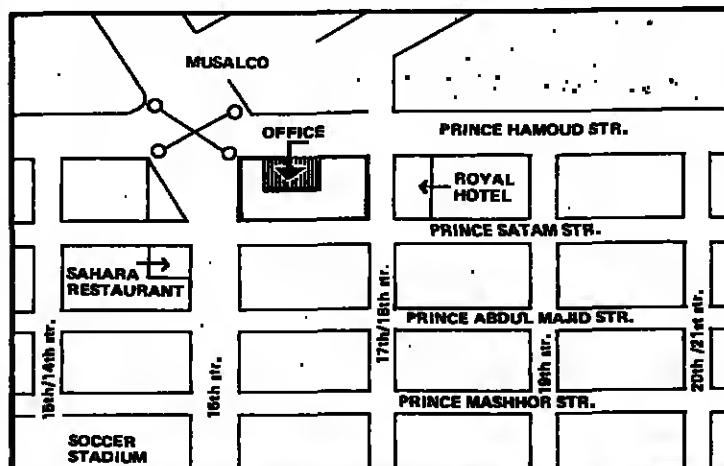 MUSALCO
OFFICE
PRINCE HAMOUD STR.
ROYAL
HOTEL
PRINCE SATAM STR.
SAHARA
RESTAURANT
PRINCE ABDUL MAJID STR.
15th/14th str.
16th str.
17th/18th str.
19th str.
20th/21st str.
PRINCE MASHHOR STR.
SOCCER
STADIUM